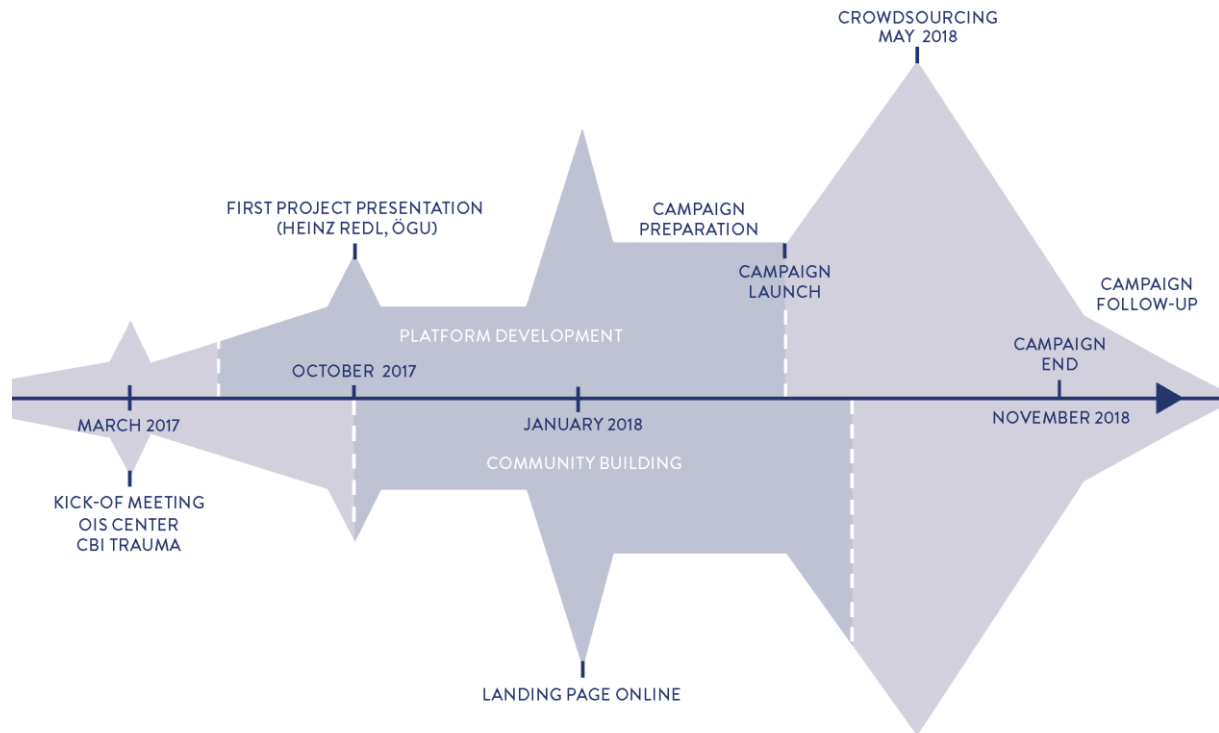 CROWDSOURCING
MAY 2018
FIRST PROJECT PRESENTATION
(HEINZ REDL, ÖGU)
CAMPAIGN
PREPARATION
CAMPAIGN
LAUNCH
CAMPAIGN
FOLLOW-UP
PLATFORM DEVELOPMENT
CAMPAIGN
END
OCTOBER 2017
MARCH 2017
JANUARY 2018
NOVEMBER 2018
COMMUNITY BUILDING
KICK-OF MEETING
OIS CENTER
CBI TRAUMA
LANDING PAGE ONLINE